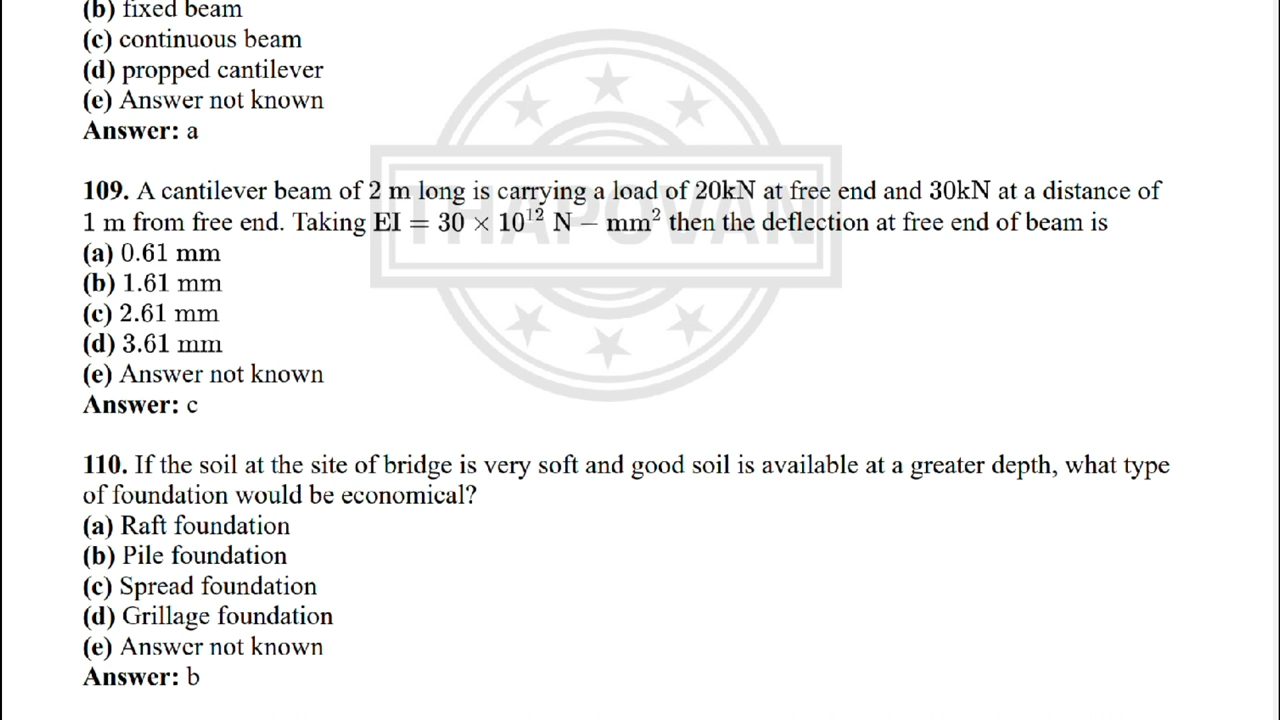 (b) fixed beam
(c) continuous beam
(d) propped cantilever
(e) Answer not known
Answer: a
109. A cantilever beam of 2 m long is carrying a load of 20kN at free end and 30kN at a distance of
1 m from free end. Taking EI = 30 × 10¹² N − mm² then the deflection at free end of beam is
(a) 0.61 mm
(b) 1.61 mm
(c) 2.61 mm
(d) 3.61 mm
(e) Answer not known
Answer: c
110. If the soil at the site of bridge is very soft and good soil is available at a greater depth, what type
of foundation would be economical?
(a) Raft foundation
(b) Pile foundation
(c) Spread foundation
(d) Grillage foundation
(e) Answer not known
Answer: b
THAPOVAN